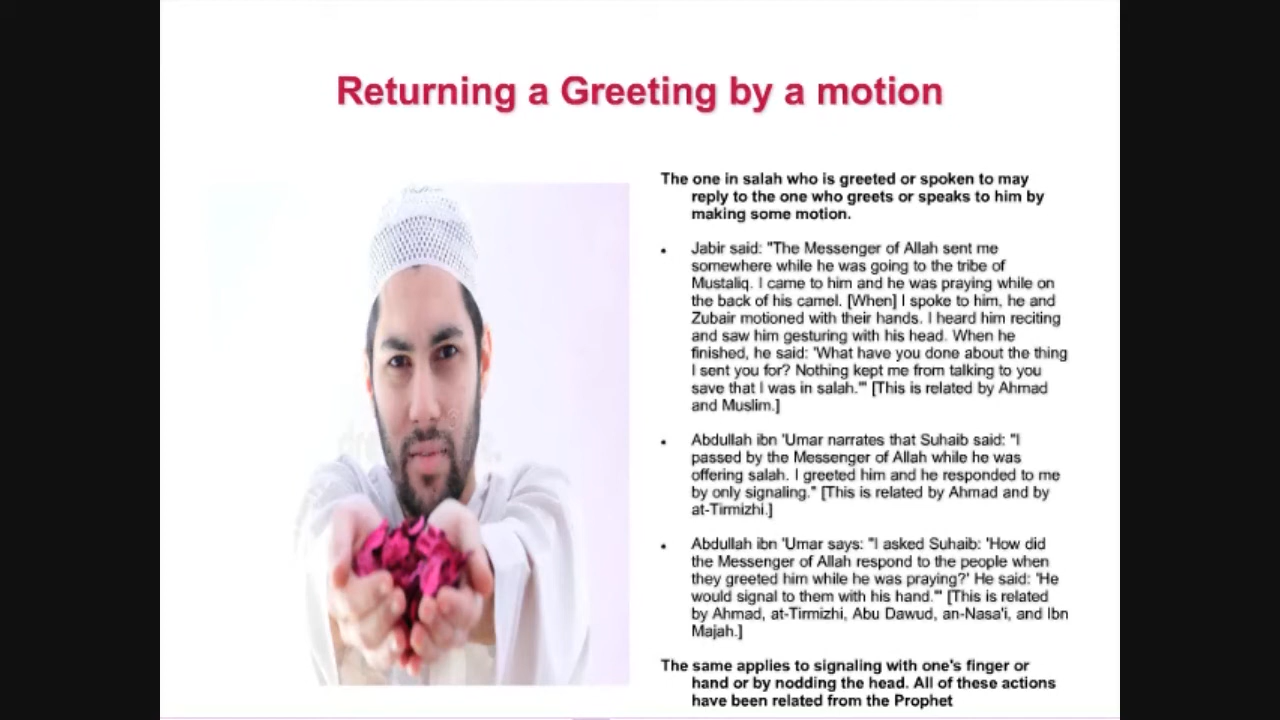 Returning a Greeting by a motion
The one in salah who is greeted or spoken to may
reply to the one who greets or speaks to him by
making some motion.
• Jabir said: "The Messenger of Allah sent me
somewhere while he was going to the tribe of
Mustaliq. I came to him and he was praying while on
the back of his camel. [When] I spoke to him, he and
Zubair motioned with their hands. I heard him reciting
and saw him gesturing with his head. When he
finished, he said: 'What have you done about the thing
I sent you for? Nothing kept me from talking to you
save that I was in salah.'" [This is related by Ahmad
and Muslim.]
• Abdullah ibn 'Umar narrates that Suhaib said: "I
passed by the Messenger of Allah while he was
offering salah. I greeted him and he responded to me
by only signaling." [This is related by Ahmad and by
at-Tirmizhi.]
• Abdullah ibn 'Umar says: "I asked Suhaib: 'How did
the Messenger of Allah respond to the people when
they greeted him while he was praying?' He said: 'He
would signal to them with his hand.'" [This is related
by Ahmad, at-Tirmizhi, Abu Dawud, an-Nasa'i, and Ibn
Majah.]
The same applies to signaling with one's finger or
hand or by nodding the head. All of these actions
have been related from the Prophet